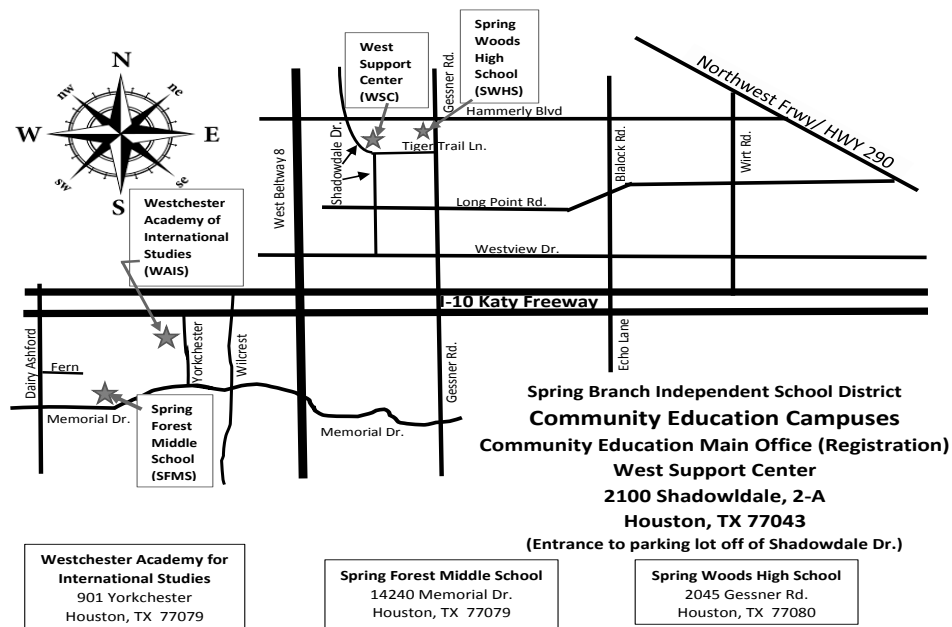 N
nw
ne
W
E
sw
se
S
West
Support
Center
(WSC)
Spring
Woods
High
School
(SWHS)
Gessner Rd.
Hammerly Blvd
Northwest Frwy/ HWY 290
Shadowdale Dr.
Tiger Trail Ln.
Blalock Rd.
Wirt Rd.
West Beltway 8
Long Point Rd.
Westview Dr.
Westchester
Academy of
International
Studies
(WAIS)
I-10 Katy Freeway
Dairy Ashford
Fern
Yorkchester
Wilcrest
Gessner Rd.
Echo Lane
Memorial Dr.
Memorial Dr.
Spring
Forest
Middle
School
(SFMS)
Spring Branch Independent School District
Community Education Campuses
Community Education Main Office (Registration)
West Support Center
2100 Shadowldale, 2-A
Houston, TX 77043
(Entrance to parking lot off of Shadowdale Dr.)
Westchester Academy for
International Studies
901 Yorkchester
Houston, TX 77079
Spring Forest Middle School
14240 Memorial Dr.
Houston, TX 77079
Spring Woods High School
2045 Gessner Rd.
Houston, TX 77080